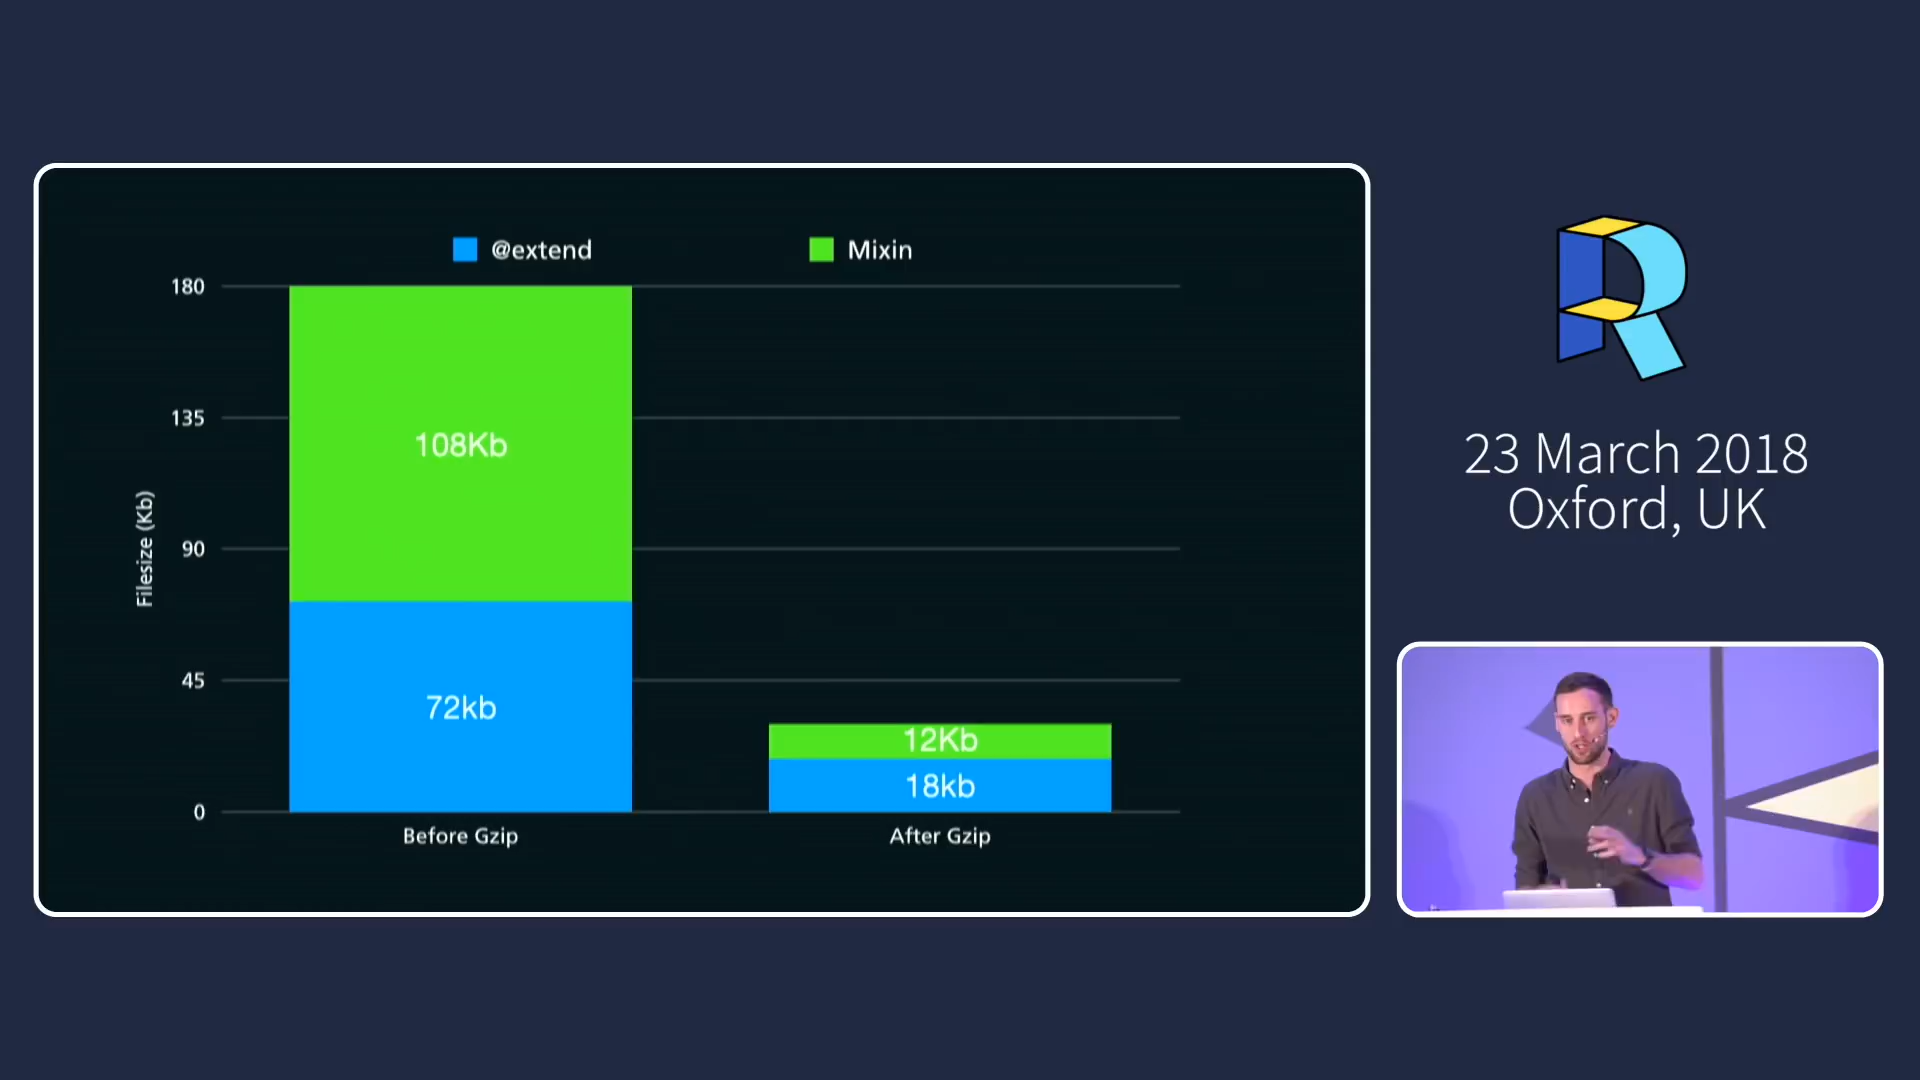 @extend
Mixin
180
135
90
45
0
Filesize (Kb)
108Kb
72kb
12Kb
18kb
Before Gzip
After Gzip
23 March 2018
Oxford, UK